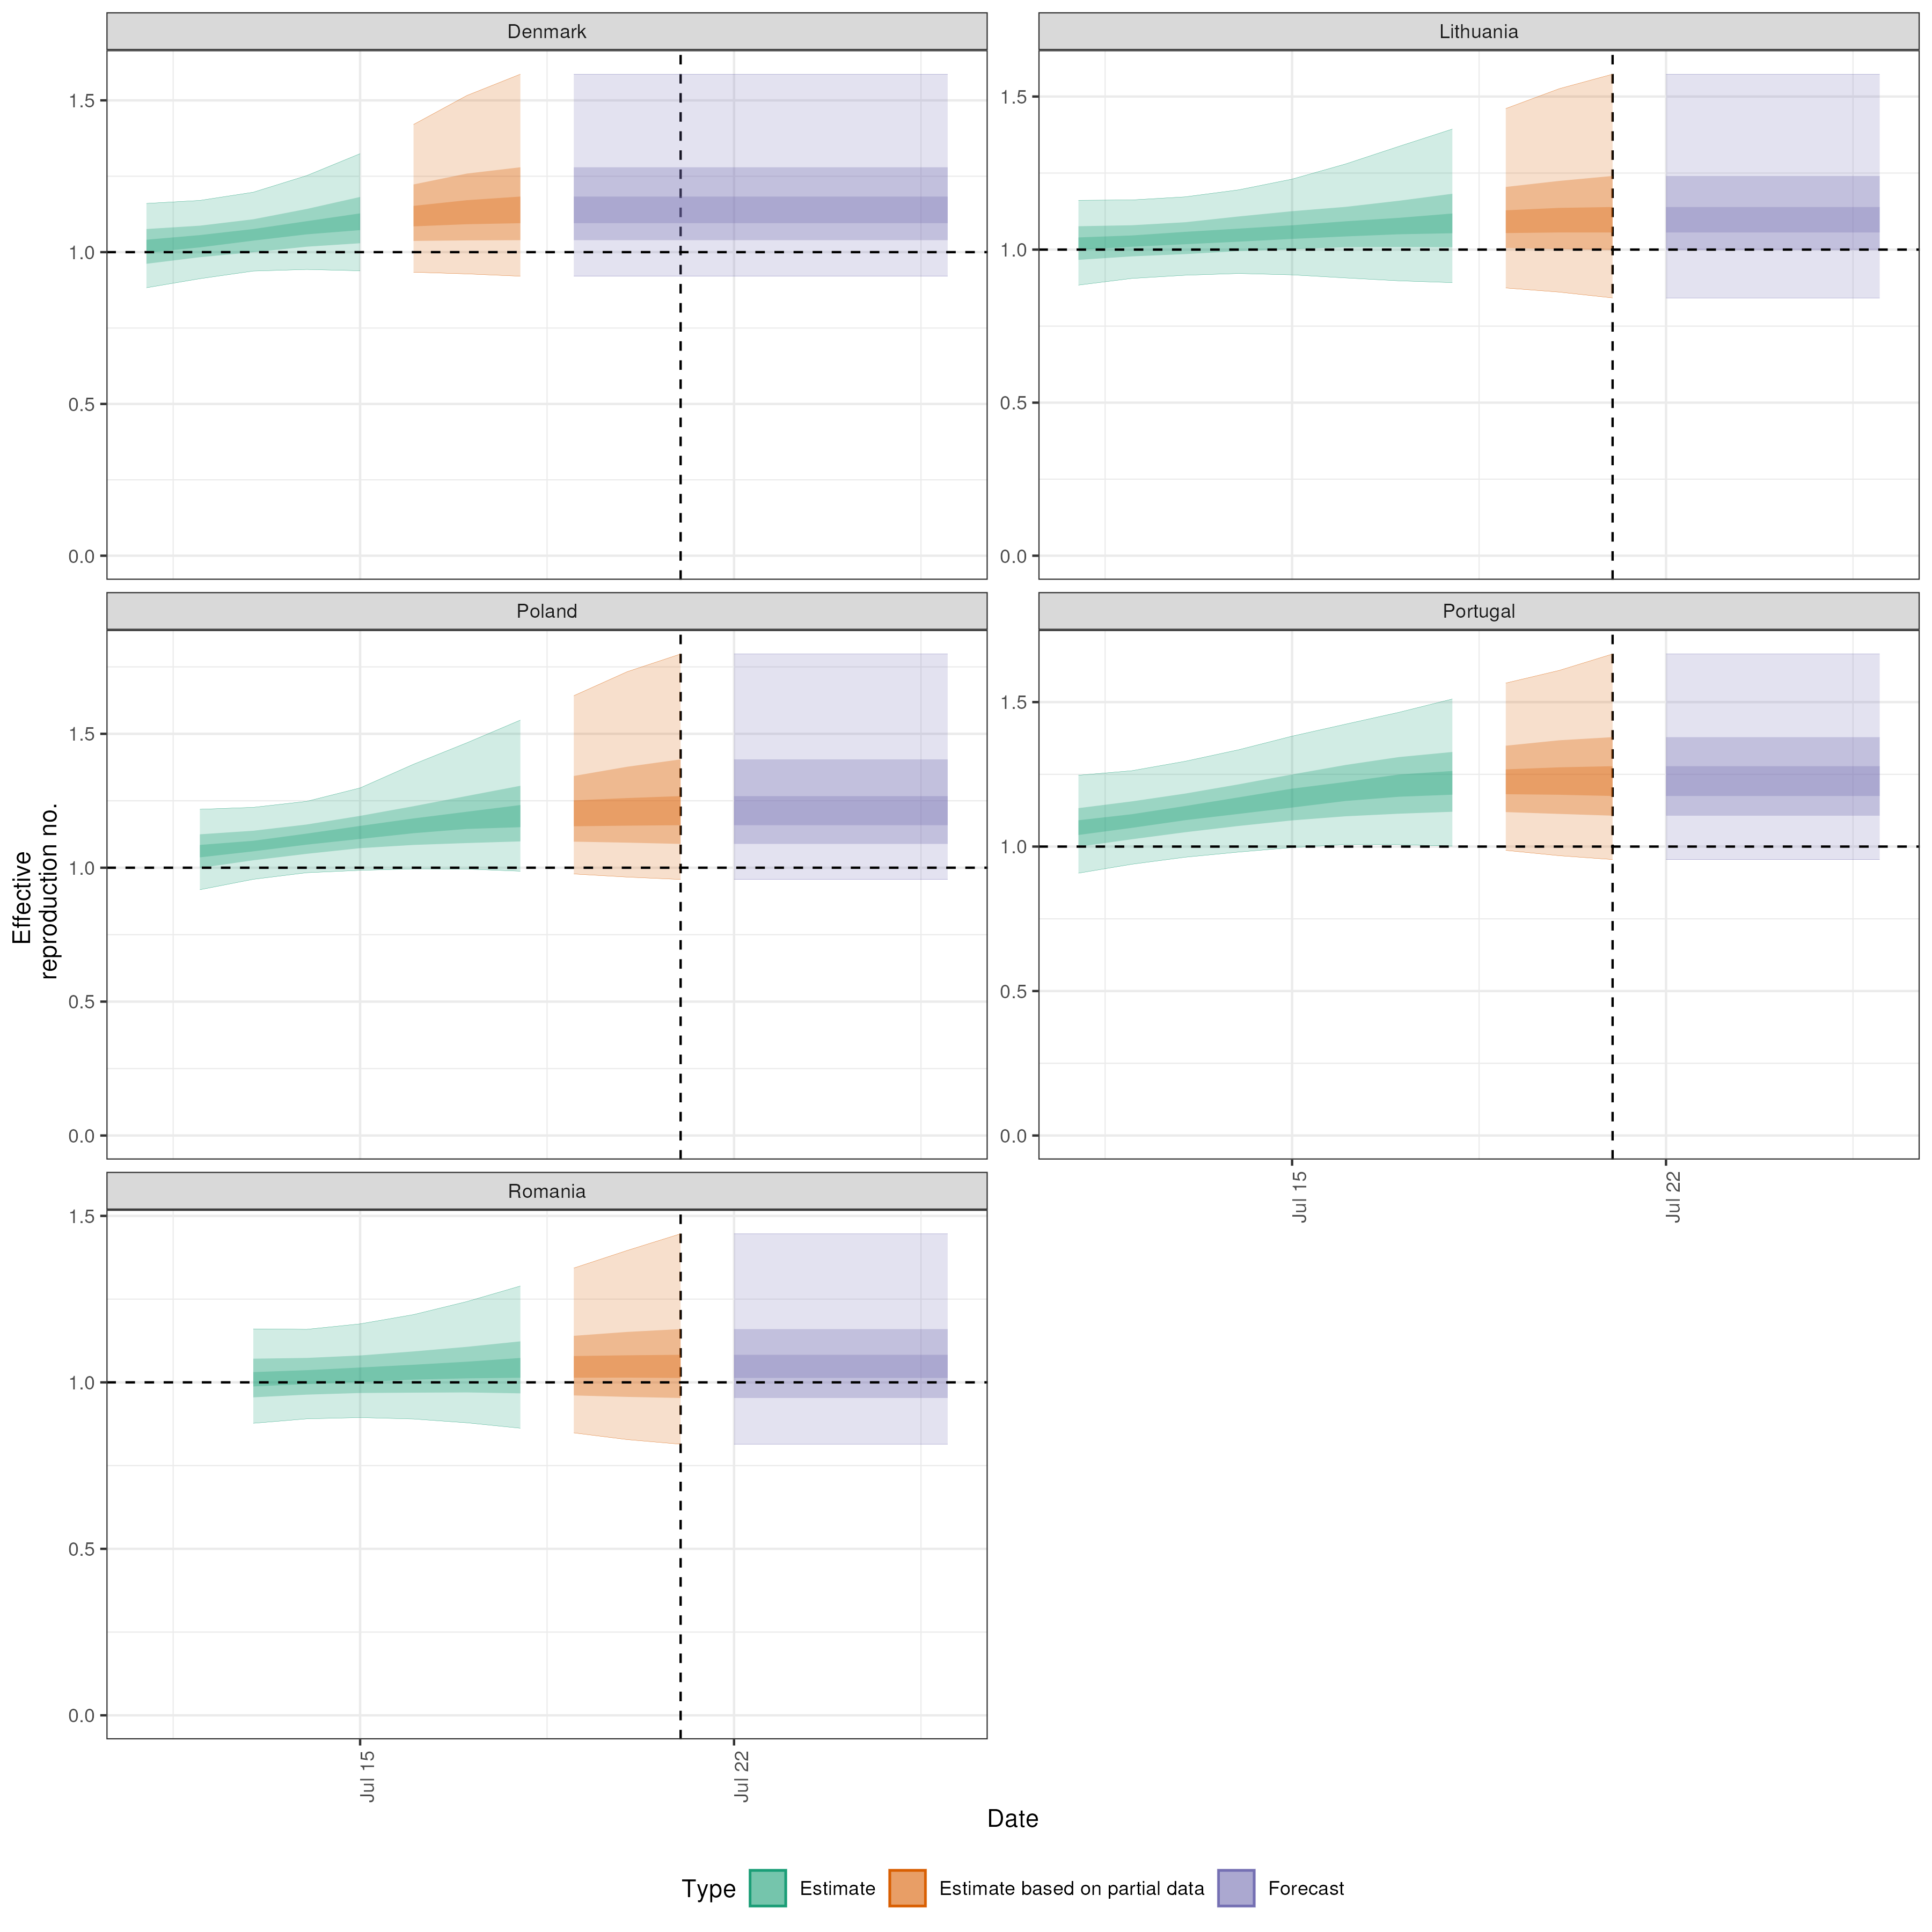 Denmark
Lithuania
1.5
1.0
0.5
0.0
1.5
1.0
0.5
0.0
Poland
Portugal
1.5
1.0
0.5
0.0
1.5
1.0
0.5
0.0
Jul 15
Jul 22
Romania
1.5
1.0
0.5
0.0
Jul 15
Jul 22
Effective
reproduction no.
Date
Type
Estimate
Estimate based on partial data
Forecast